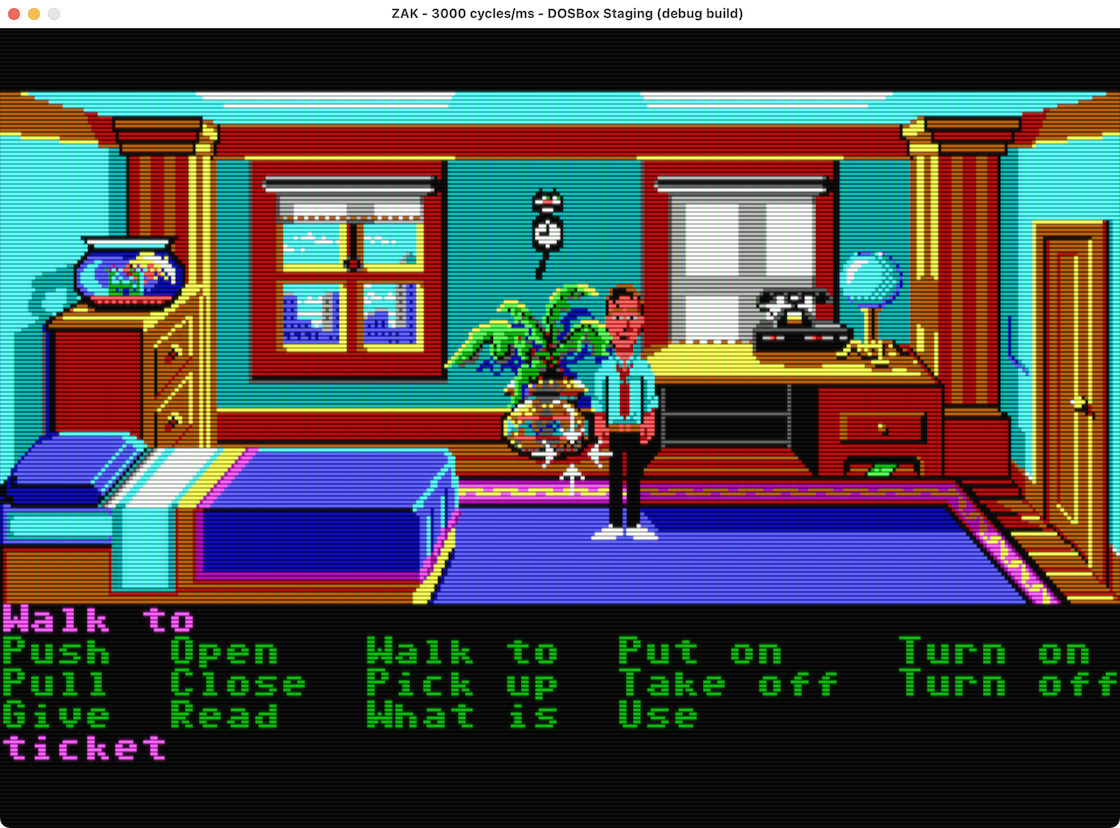 ZAK - 3000 cycles/ms - DOSBox Staging (debug build)
Walk to
Push Open Walk to Put on Turn on
Pull Close Pick up Take off Turn off
Give Read What is Use
ticket